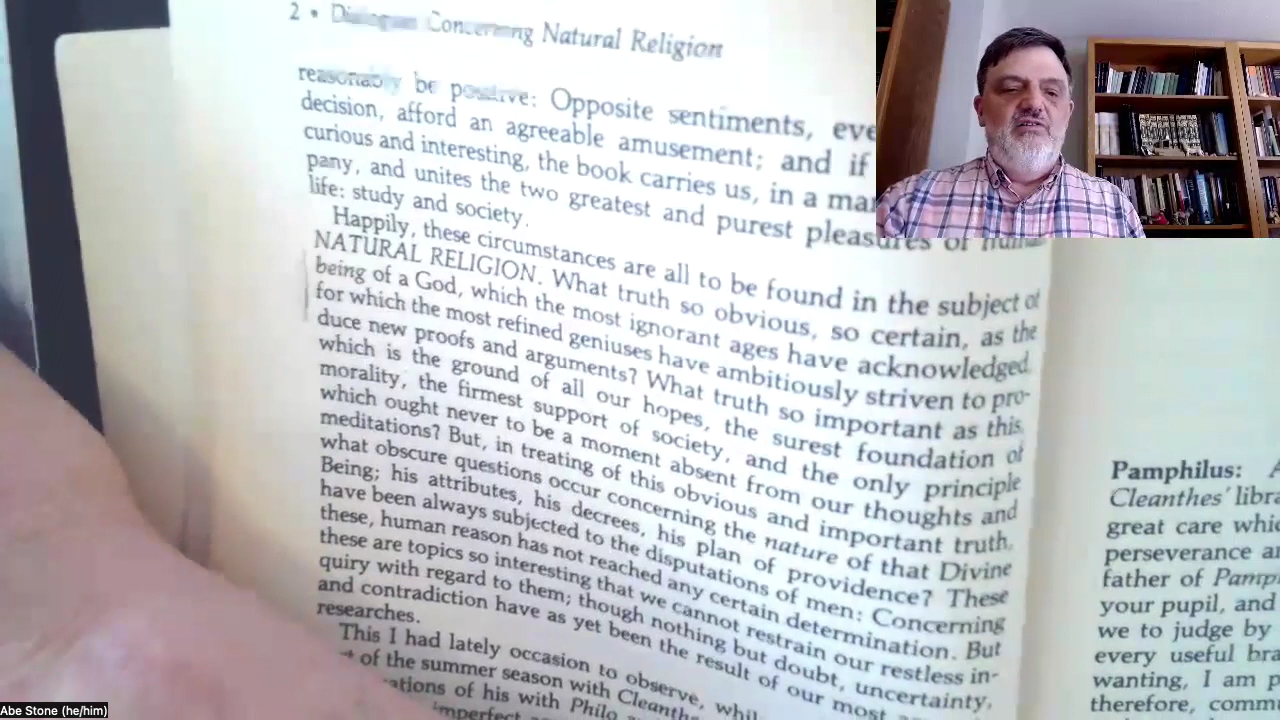 2 • Dialogues Concerning Natural Religion
reasonably be positive: Opposite sentiments, eve
decision, afford an agreeable amusement; and if
curious and interesting, the book carries us, in a man
pany, and unites the two greatest and purest pleasures of human
life: study and society.
Happily, these circumstances are all to be found in the subject of
NATURAL RELIGION. What truth so obvious, so certain, as the
being of a God, which the most ignorant ages have acknowledged,
for which the most refined geniuses have ambitiously striven to pro-
duce new proofs and arguments? What truth so important as this,
which is the ground of all our hopes, the surest foundation of
morality, the firmest support of society, and the only principle
which ought never to be a moment absent from our thoughts and
meditations? But, in treating of this obvious and important truth,
what obscure questions occur concerning the nature of that Divine
Being; his attributes, his decrees, his plan of providence? These
have been always subjected to the disputations of men: Concerning
these, human reason has not reached any certain determination. But
these are topics so interesting that we cannot restrain our restless in-
quiry with regard to them; though nothing but doubt, uncertainty,
and contradiction have as yet been the result of our most
researches.
This I had lately occasion to observe, whil
of the summer season with Cleanthe
ations of his with Philo
imperfect
Pamphilus: A
Cleanthes' libra
great care whic
perseverance an
father of Pamp
your pupil, and
we to judge by
every useful bra
wanting, I am p
therefore, comm
Abe Stone (he/him)